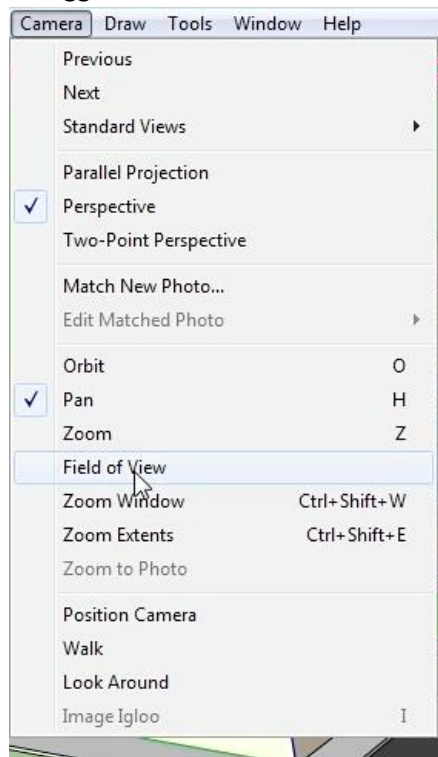 Camera Draw Tools Window Help
Previous
Next
Standard Views
Parallel Projection
Perspective
Two-Point Perspective
Match New Photo...
Edit Matched Photo
Orbit O
Pan H
Zoom Z
Field of View
Zoom Window Ctrl+Shift+W
Zoom Extents Ctrl+Shift+E
Zoom to Photo
Position Camera
Walk
Look Around
Image Igloo I